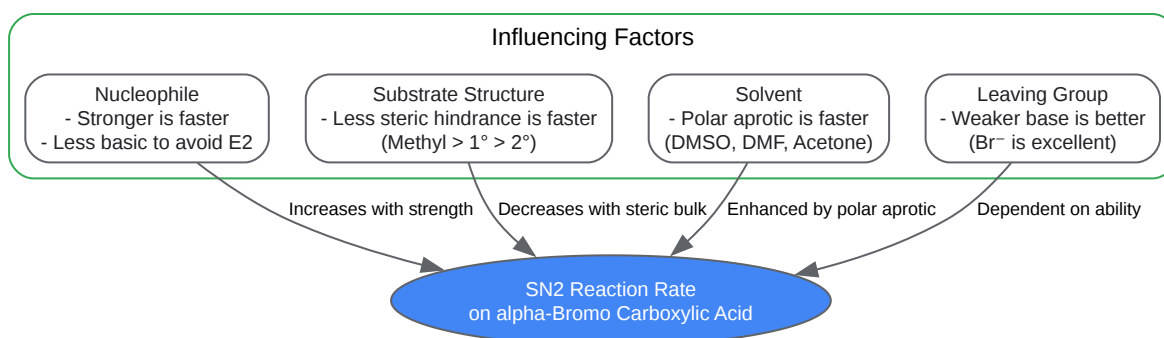 Influencing Factors
Nucleophile
- Stronger is faster
- Less basic to avoid E2
Substrate Structure
- Less steric hindrance is faster
(Methyl > 1° > 2°)
Solvent
- Polar aprotic is faster
(DMSO, DMF, Acetone)
Leaving Group
- Weaker base is better
(Br⁻ is excellent)
Increases with strength
Decreases with steric bulk
Enhanced by polar aprotic
Dependent on ability
SN2 Reaction Rate
on alpha-Bromo Carboxylic Acid